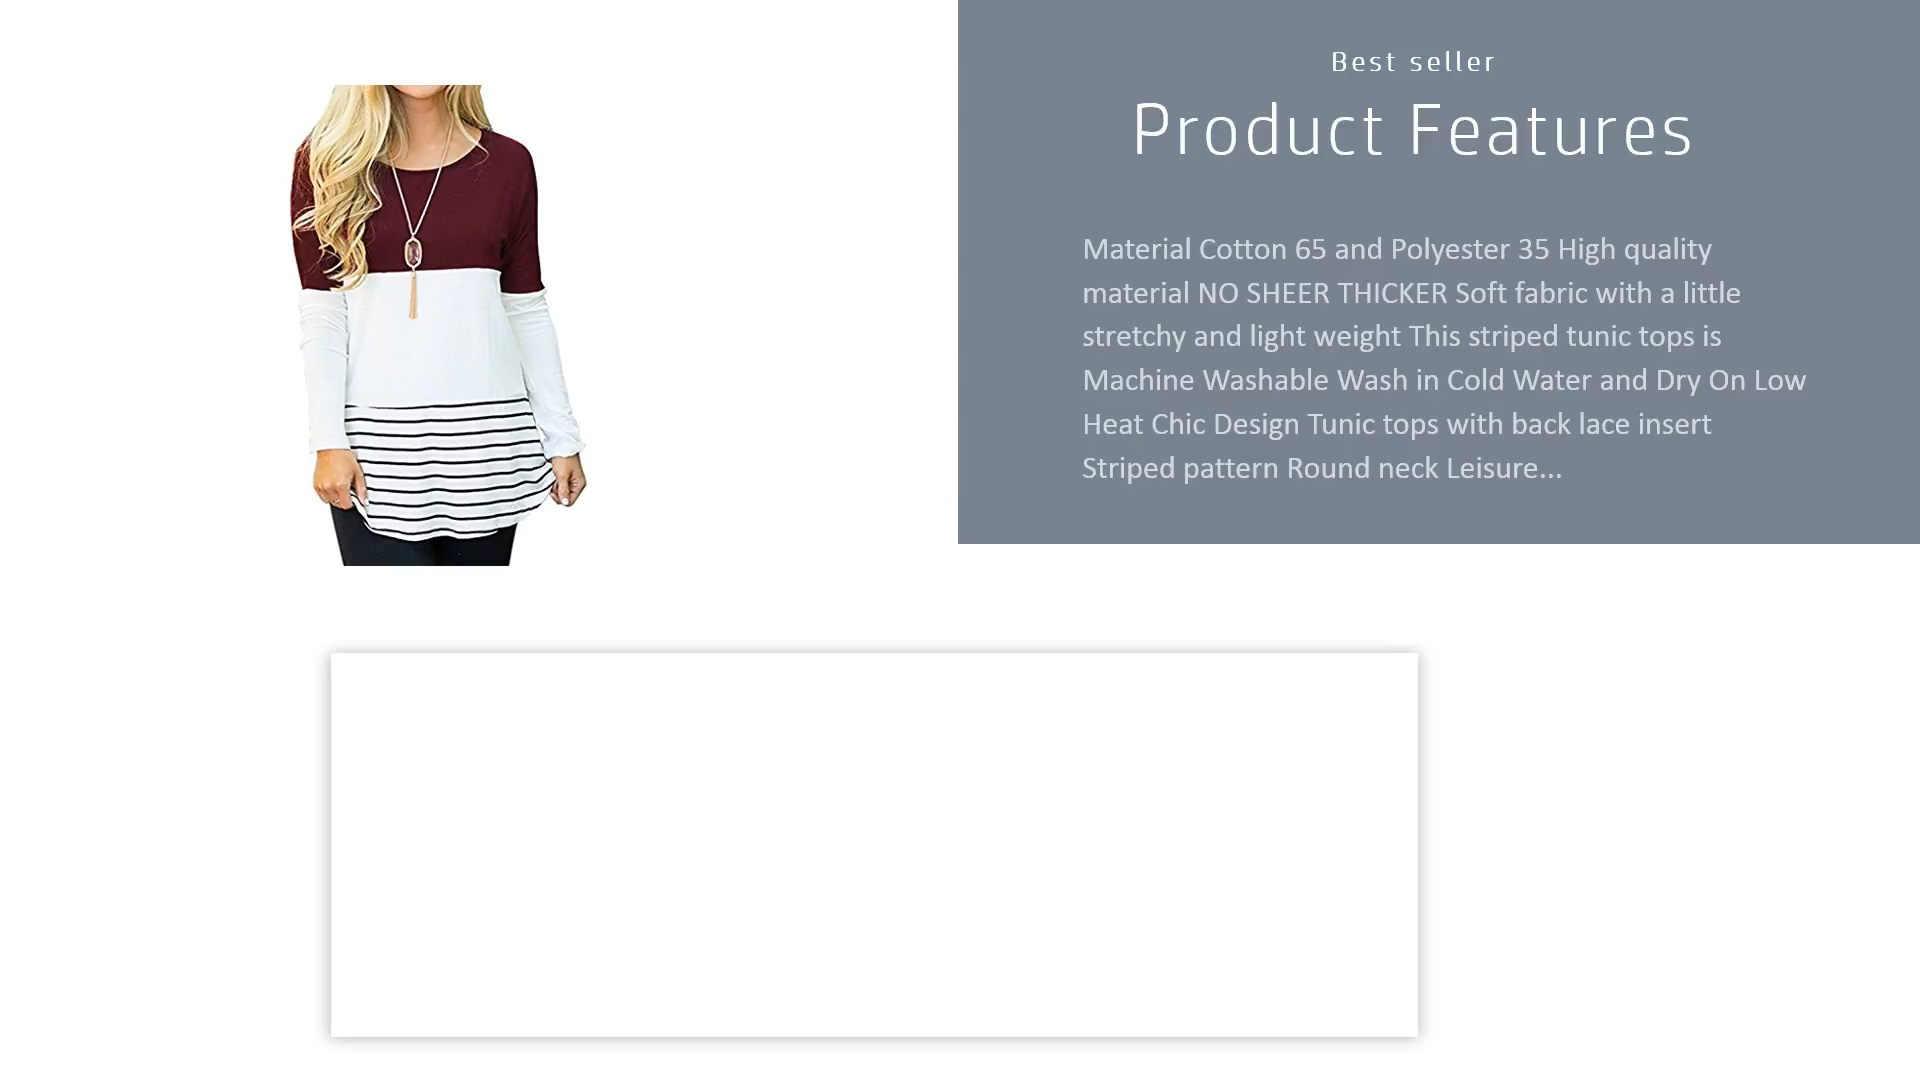 Best seller
Product Features
Material Cotton 65 and Polyester 35 High quality
material NO SHEER THICKER Soft fabric with a little
stretchy and light weight This striped tunic tops is
Machine Washable Wash in Cold Water and Dry On Low
Heat Chic Design Tunic tops with back lace insert
Striped pattern Round neck Leisure...